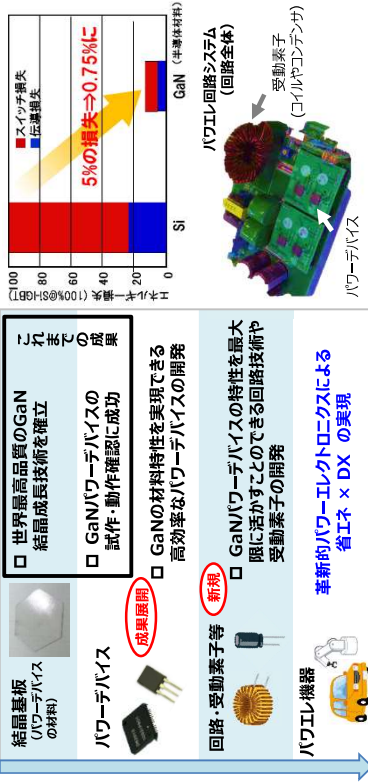 結晶基板
(パワーデバイス
の材料)
□ 世界最高品質のGaN
結晶成長技術を確立
これ
まで
の成果
パワーデバイス
□ GaNパワーデバイスの
試作・動作確認に成功
成果展開
□ GaNの材料特性を実現できる
高効率なパワーデバイスの開発
回路・受動素子等
新規
□ GaNパワーデバイスの特性を最大
限に活かすことのできる回路技術や
受動素子の開発
パワエレ機器
革新的パワーエレクトロニクスによる
省エネ × DX の実現
エネルギー損失 (100%@Si-IGBT)
100
80
60
40
20
0
■スイッチ損失
■伝導損失
5%の損失⇒0.75%に
Si
GaN
(半導体材料)
パワエレ回路システム
(回路全体)
受動素子
(コイルやコンデンサ)
パワーデバイス